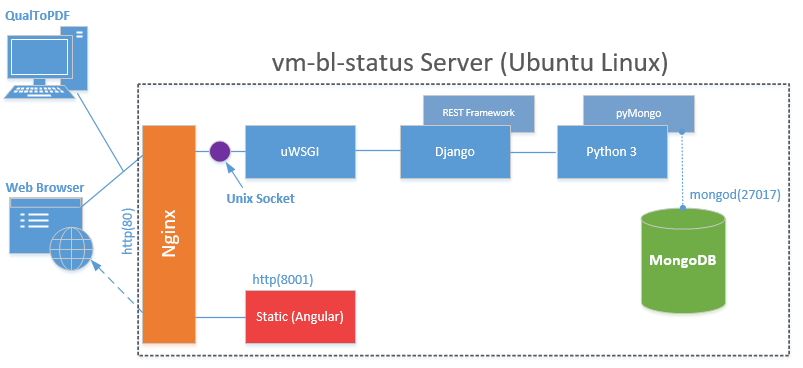 QualToPDF
vm-bl-status Server (Ubuntu Linux)
REST Framework
pyMongo
uWSGI
Django
Python 3
Unix Socket
Web Browser
mongod(27017)
http(80)
Nginx
MongoDB
http(8001)
Static (Angular)